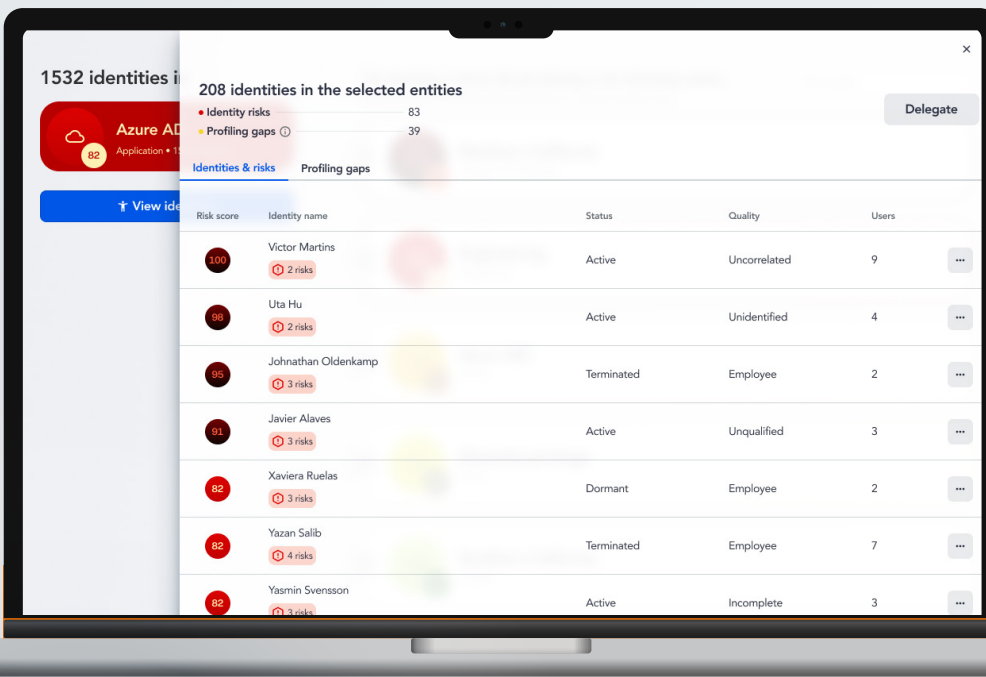 1532 identities i
Azure AD
Application • 1
82
View ide
208 identities in the selected entities
Identity risks 83
Profiling gaps 39
Delegate
Identities & risks Profiling gaps
Risk score Identity name Status Quality Users
100 Victor Martins Active Uncorrelated 9
2 risks
98 Uta Hu Active Unidentified 4
2 risks
95 Johnathan Oldenkamp Terminated Employee 2
3 risks
91 Javier Alaves Active Unqualified 3
3 risks
82 Xaviera Ruelas Dormant Employee 2
3 risks
82 Yazan Salib Terminated Employee 7
4 risks
82 Yasmin Svensson Active Incomplete 3
3 risks